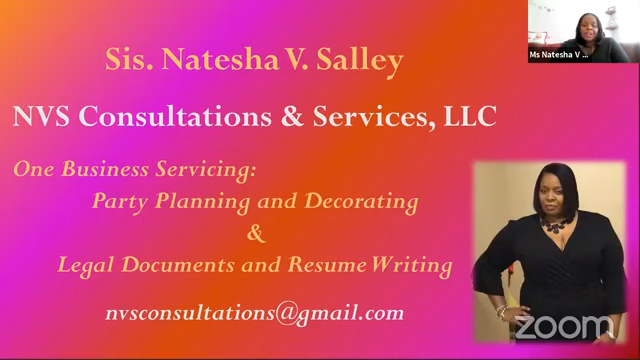 Sis. Natesha V. Salley
Ms Natesha V ...
NVS Consultations & Services, LLC
One Business Servicing:
Party Planning and Decorating
&
Legal Documents and Resume Writing
nvsconsultations@gmail.com
zoom